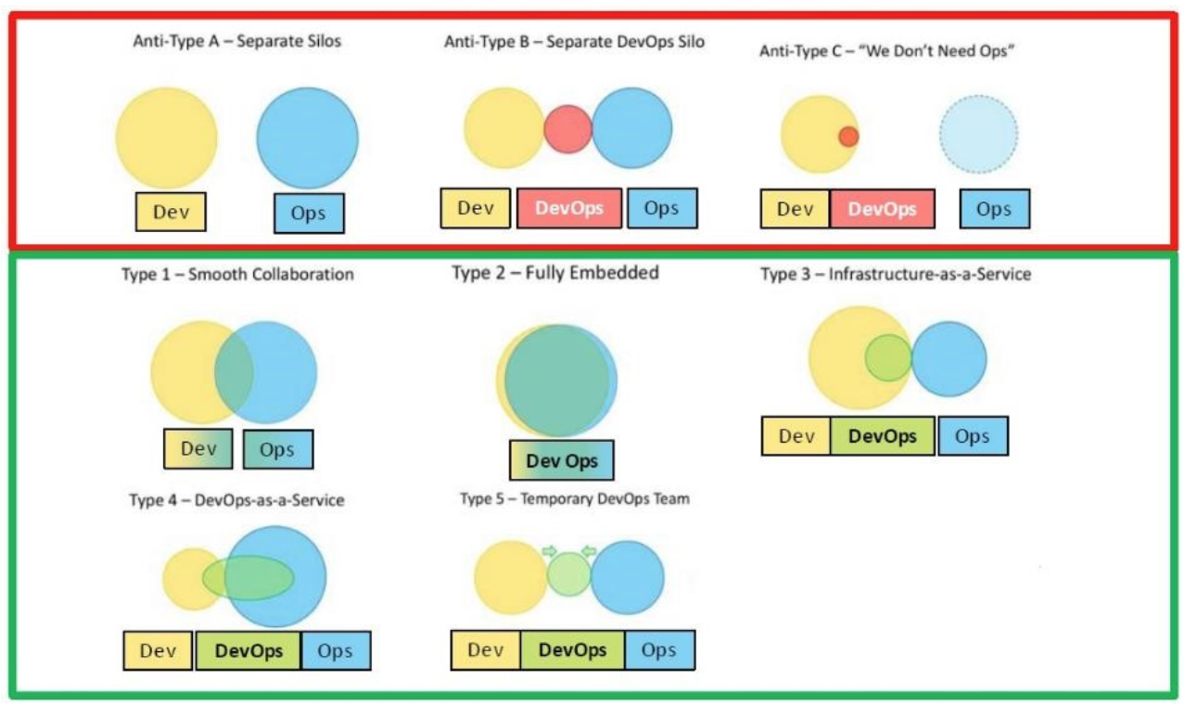 Anti-Type A – Separate Silos
Anti-Type B – Separate DevOps Silo
Anti-Type C – “We Don’t Need Ops”
Dev
Ops
Dev
DevOps
Ops
Dev
DevOps
Ops
Type 1 – Smooth Collaboration
Type 2 – Fully Embedded
Type 3 – Infrastructure-as-a-Service
Dev
Ops
Dev Ops
Dev
DevOps
Ops
Type 4 – DevOps-as-a-Service
Type 5 – Temporary DevOps Team
Dev
DevOps
Ops
Dev
DevOps
Ops